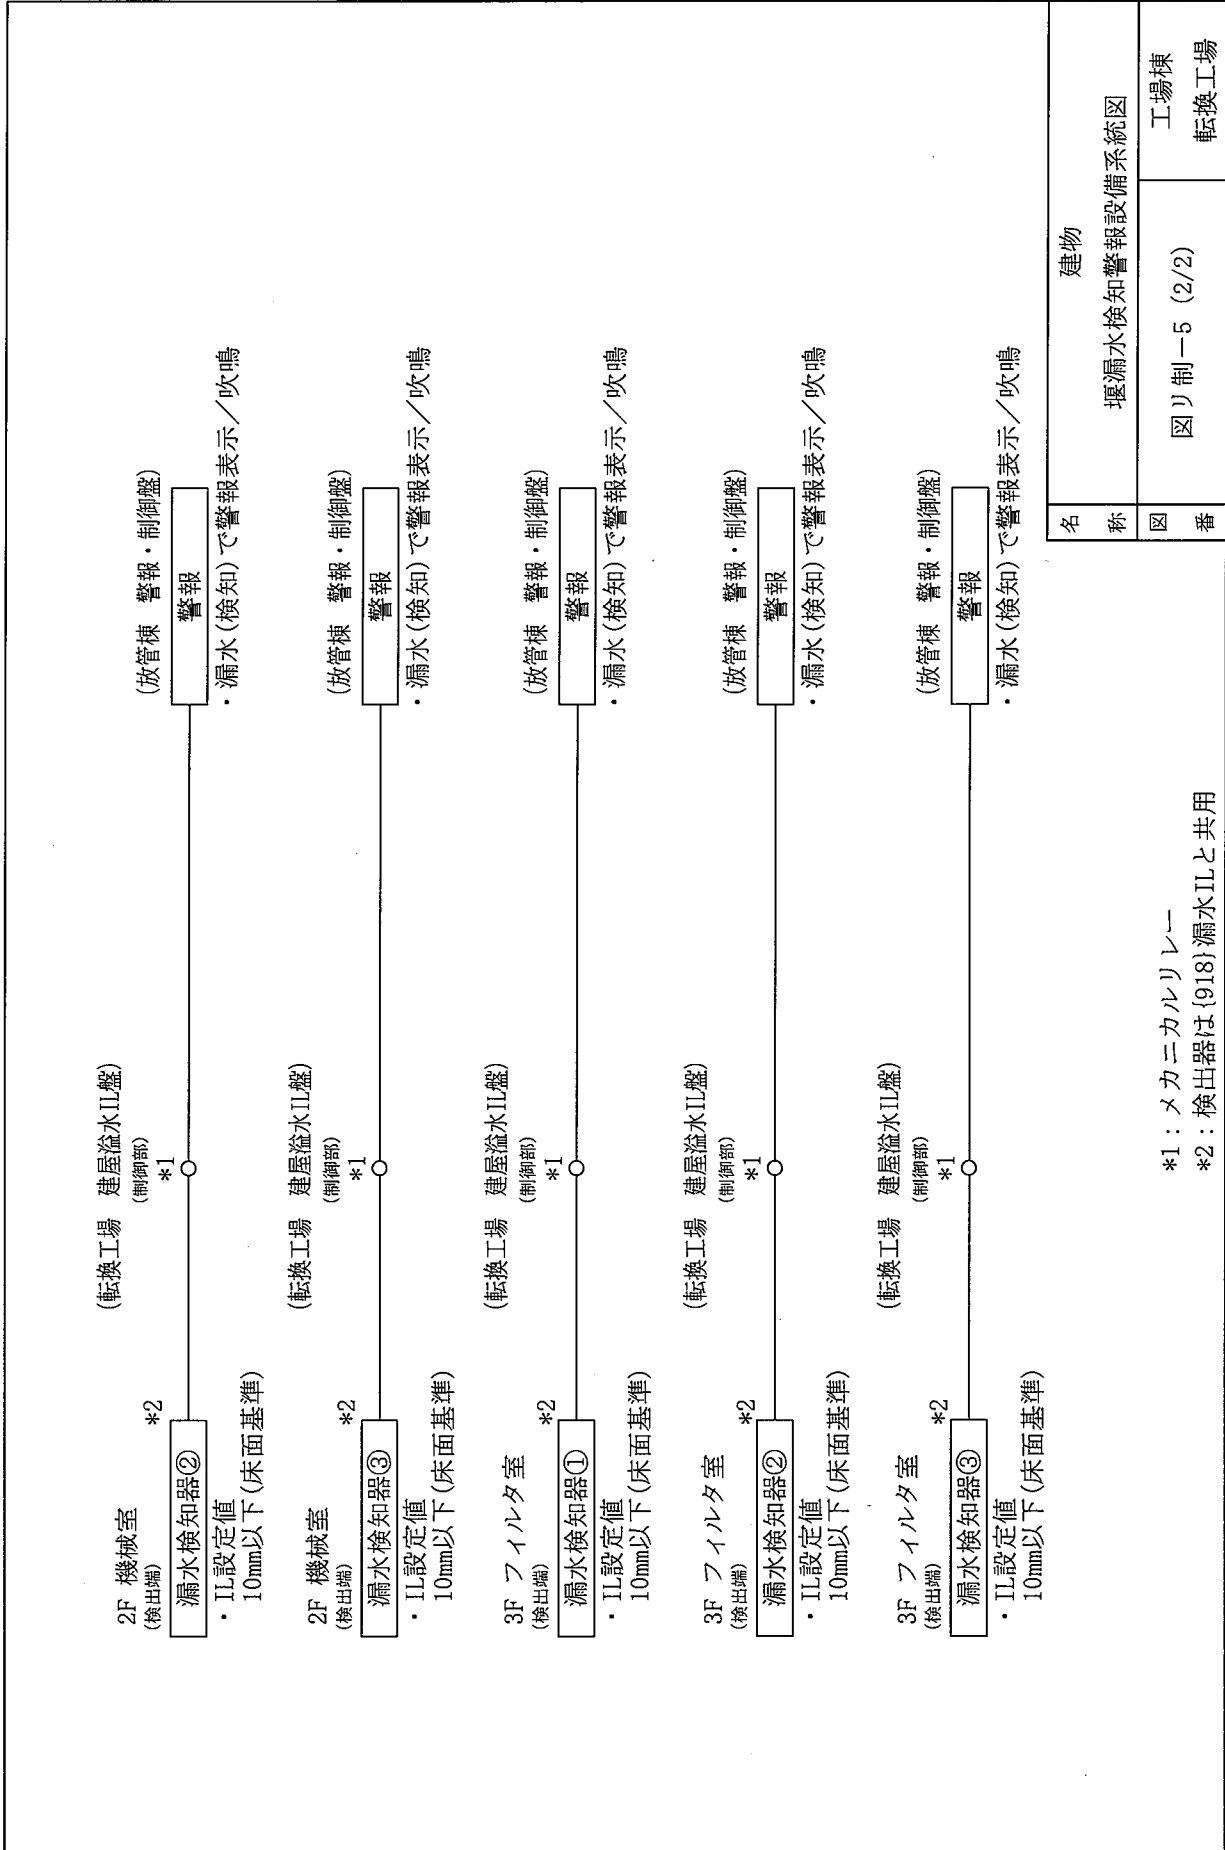 2F 機械室
(検出端)
*2
漏水検知器②
・IL設定値
10mm以下(床面基準)
(転換工場 建屋溢水IL盤)
(制御部)
*1
(放管棟 警報・制御盤)
警報
・漏水(検知)で警報表示/吹鳴
2F 機械室
(検出端)
*2
漏水検知器③
・IL設定値
10mm以下(床面基準)
(転換工場 建屋溢水IL盤)
(制御部)
*1
(放管棟 警報・制御盤)
警報
・漏水(検知)で警報表示/吹鳴
3F フィルタ室
(検出端)
*2
漏水検知器①
・IL設定値
10mm以下(床面基準)
(転換工場 建屋溢水IL盤)
(制御部)
*1
(放管棟 警報・制御盤)
警報
・漏水(検知)で警報表示/吹鳴
3F フィルタ室
(検出端)
*2
漏水検知器②
・IL設定値
10mm以下(床面基準)
(転換工場 建屋溢水IL盤)
(制御部)
*1
(放管棟 警報・制御盤)
警報
・漏水(検知)で警報表示/吹鳴
3F フィルタ室
(検出端)
*2
漏水検知器③
・IL設定値
10mm以下(床面基準)
(転換工場 建屋溢水IL盤)
(制御部)
*1
(放管棟 警報・制御盤)
警報
・漏水(検知)で警報表示/吹鳴
*1:メカニカルリレー
*2:検出器は{918}漏水ILと共用
名称
建物
堰漏水検知警報設備系統図
図番
図リ制-5 (2/2)
工場棟
転換工場